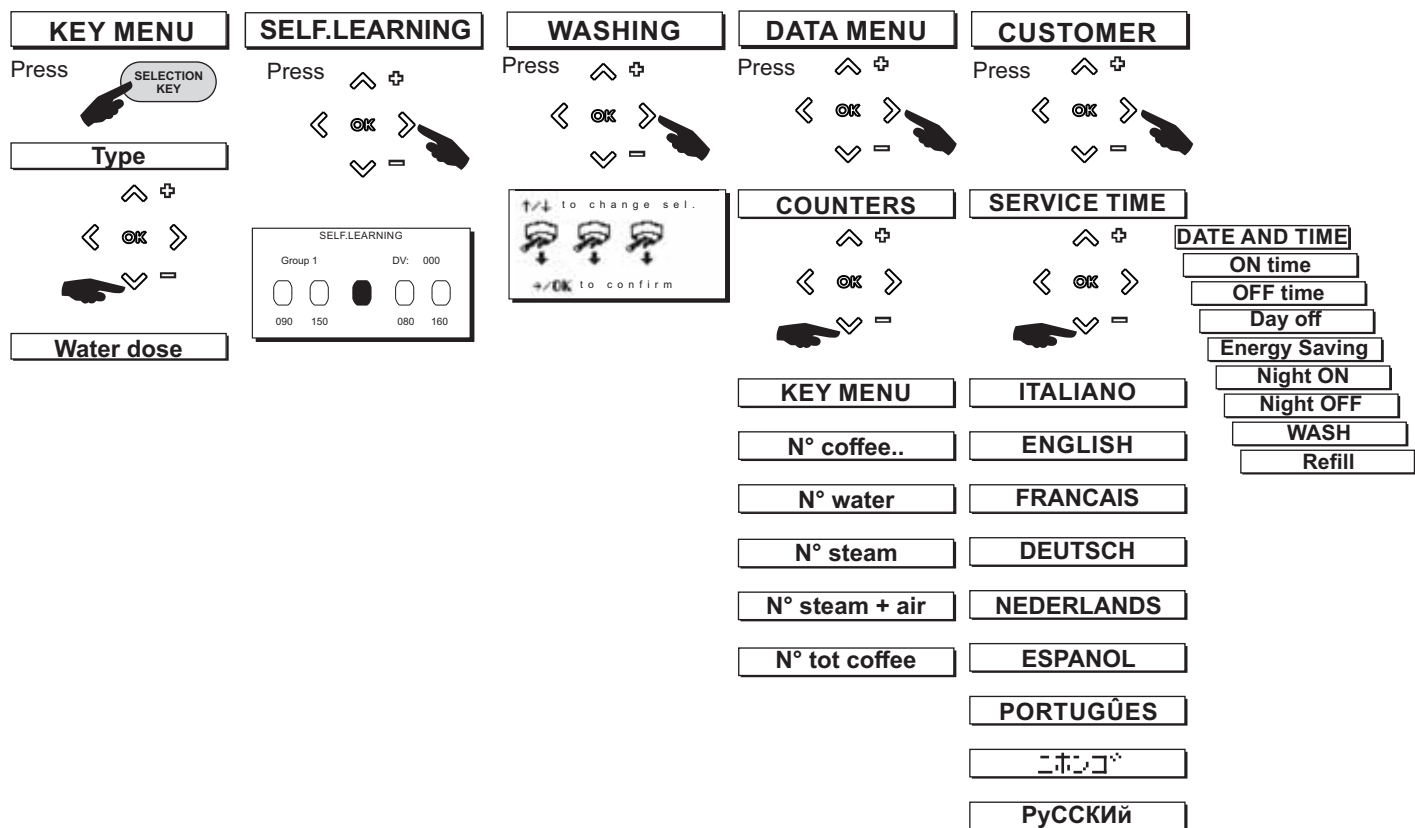 KEY MENU
Press
SELECTION
KEY
Type
OK
Water dose
SELF.LEARNING
Press
OK
SELF.LEARNING
Group 1 DV: 000
090 150 080 160
WASHING
Press
OK
↑/↓ to change sel.
→/OK to confirm
DATA MENU
Press
OK
COUNTERS
OK
KEY MENU
N° coffee..
N° water
N° steam
N° steam + air
N° tot coffee
CUSTOMER
Press
OK
SERVICE TIME
OK
ITALIANO
ENGLISH
FRANCAIS
DEUTSCH
NEDERLANDS
ESPANOL
PORTUGÛES
ニホンゴ
РуССКИй
DATE AND TIME
ON time
OFF time
Day off
Energy Saving
Night ON
Night OFF
WASH
Refill